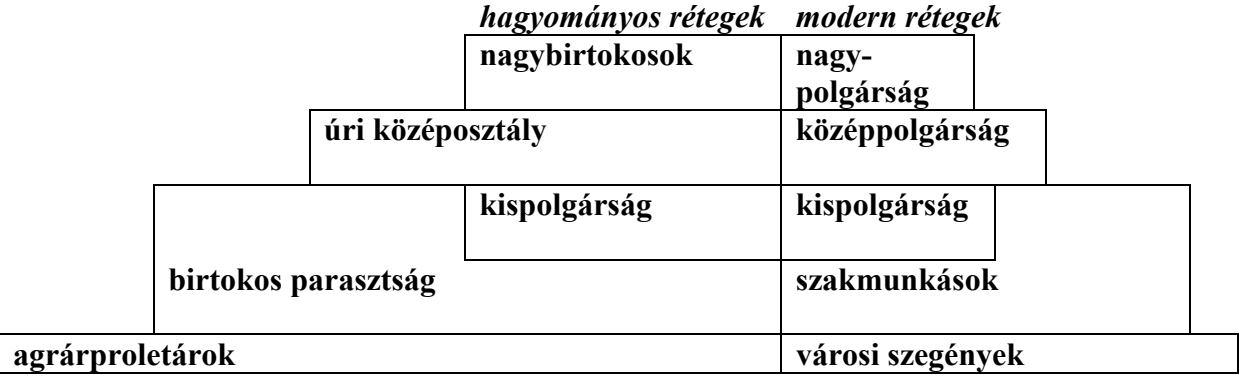 hagyományos rétegek modern rétegek
nagybirtokosok nagy-
polgárság
úri középosztály középpolgárság
kispolgárság kispolgárság
birtokos parasztság szakmunkások
agrárproletárok városi szegények